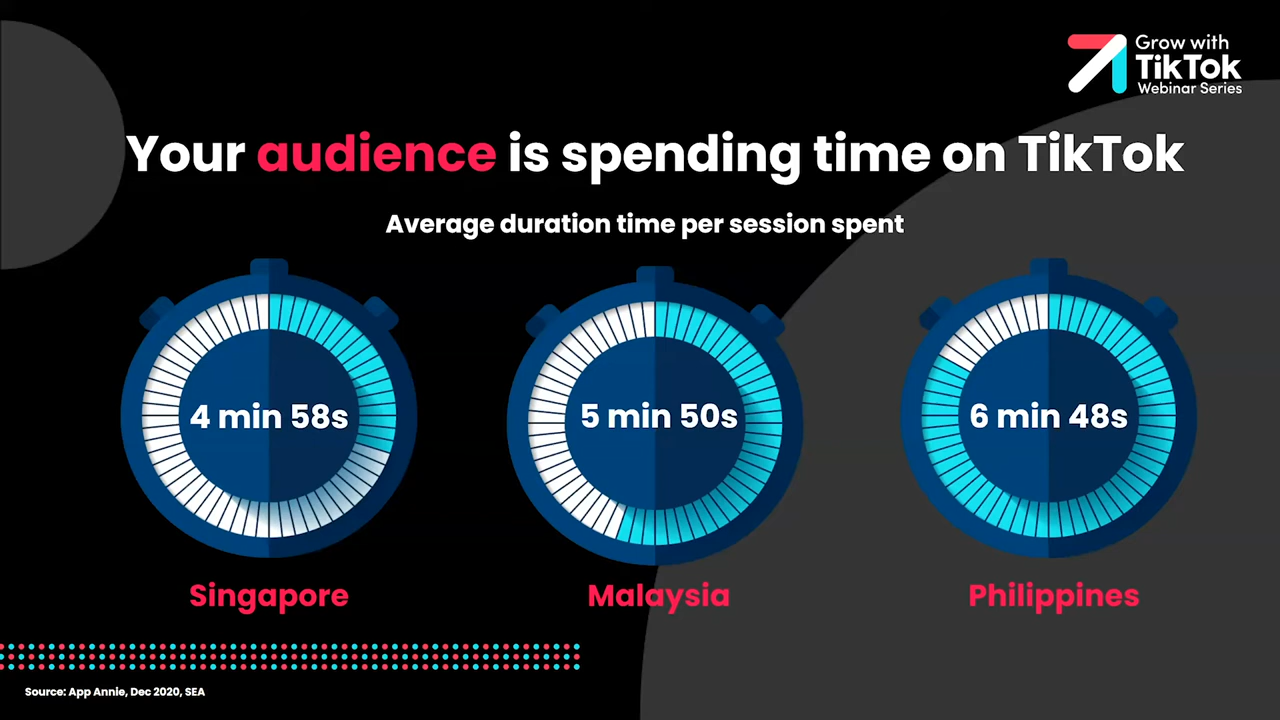 Grow with
TikTok
Webinar Series
Your audience is spending time on TikTok
Average duration time per session spent
4 min 58s
5 min 50s
6 min 48s
Singapore
Malaysia
Philippines
Source: App Annie, Dec 2020, SEA